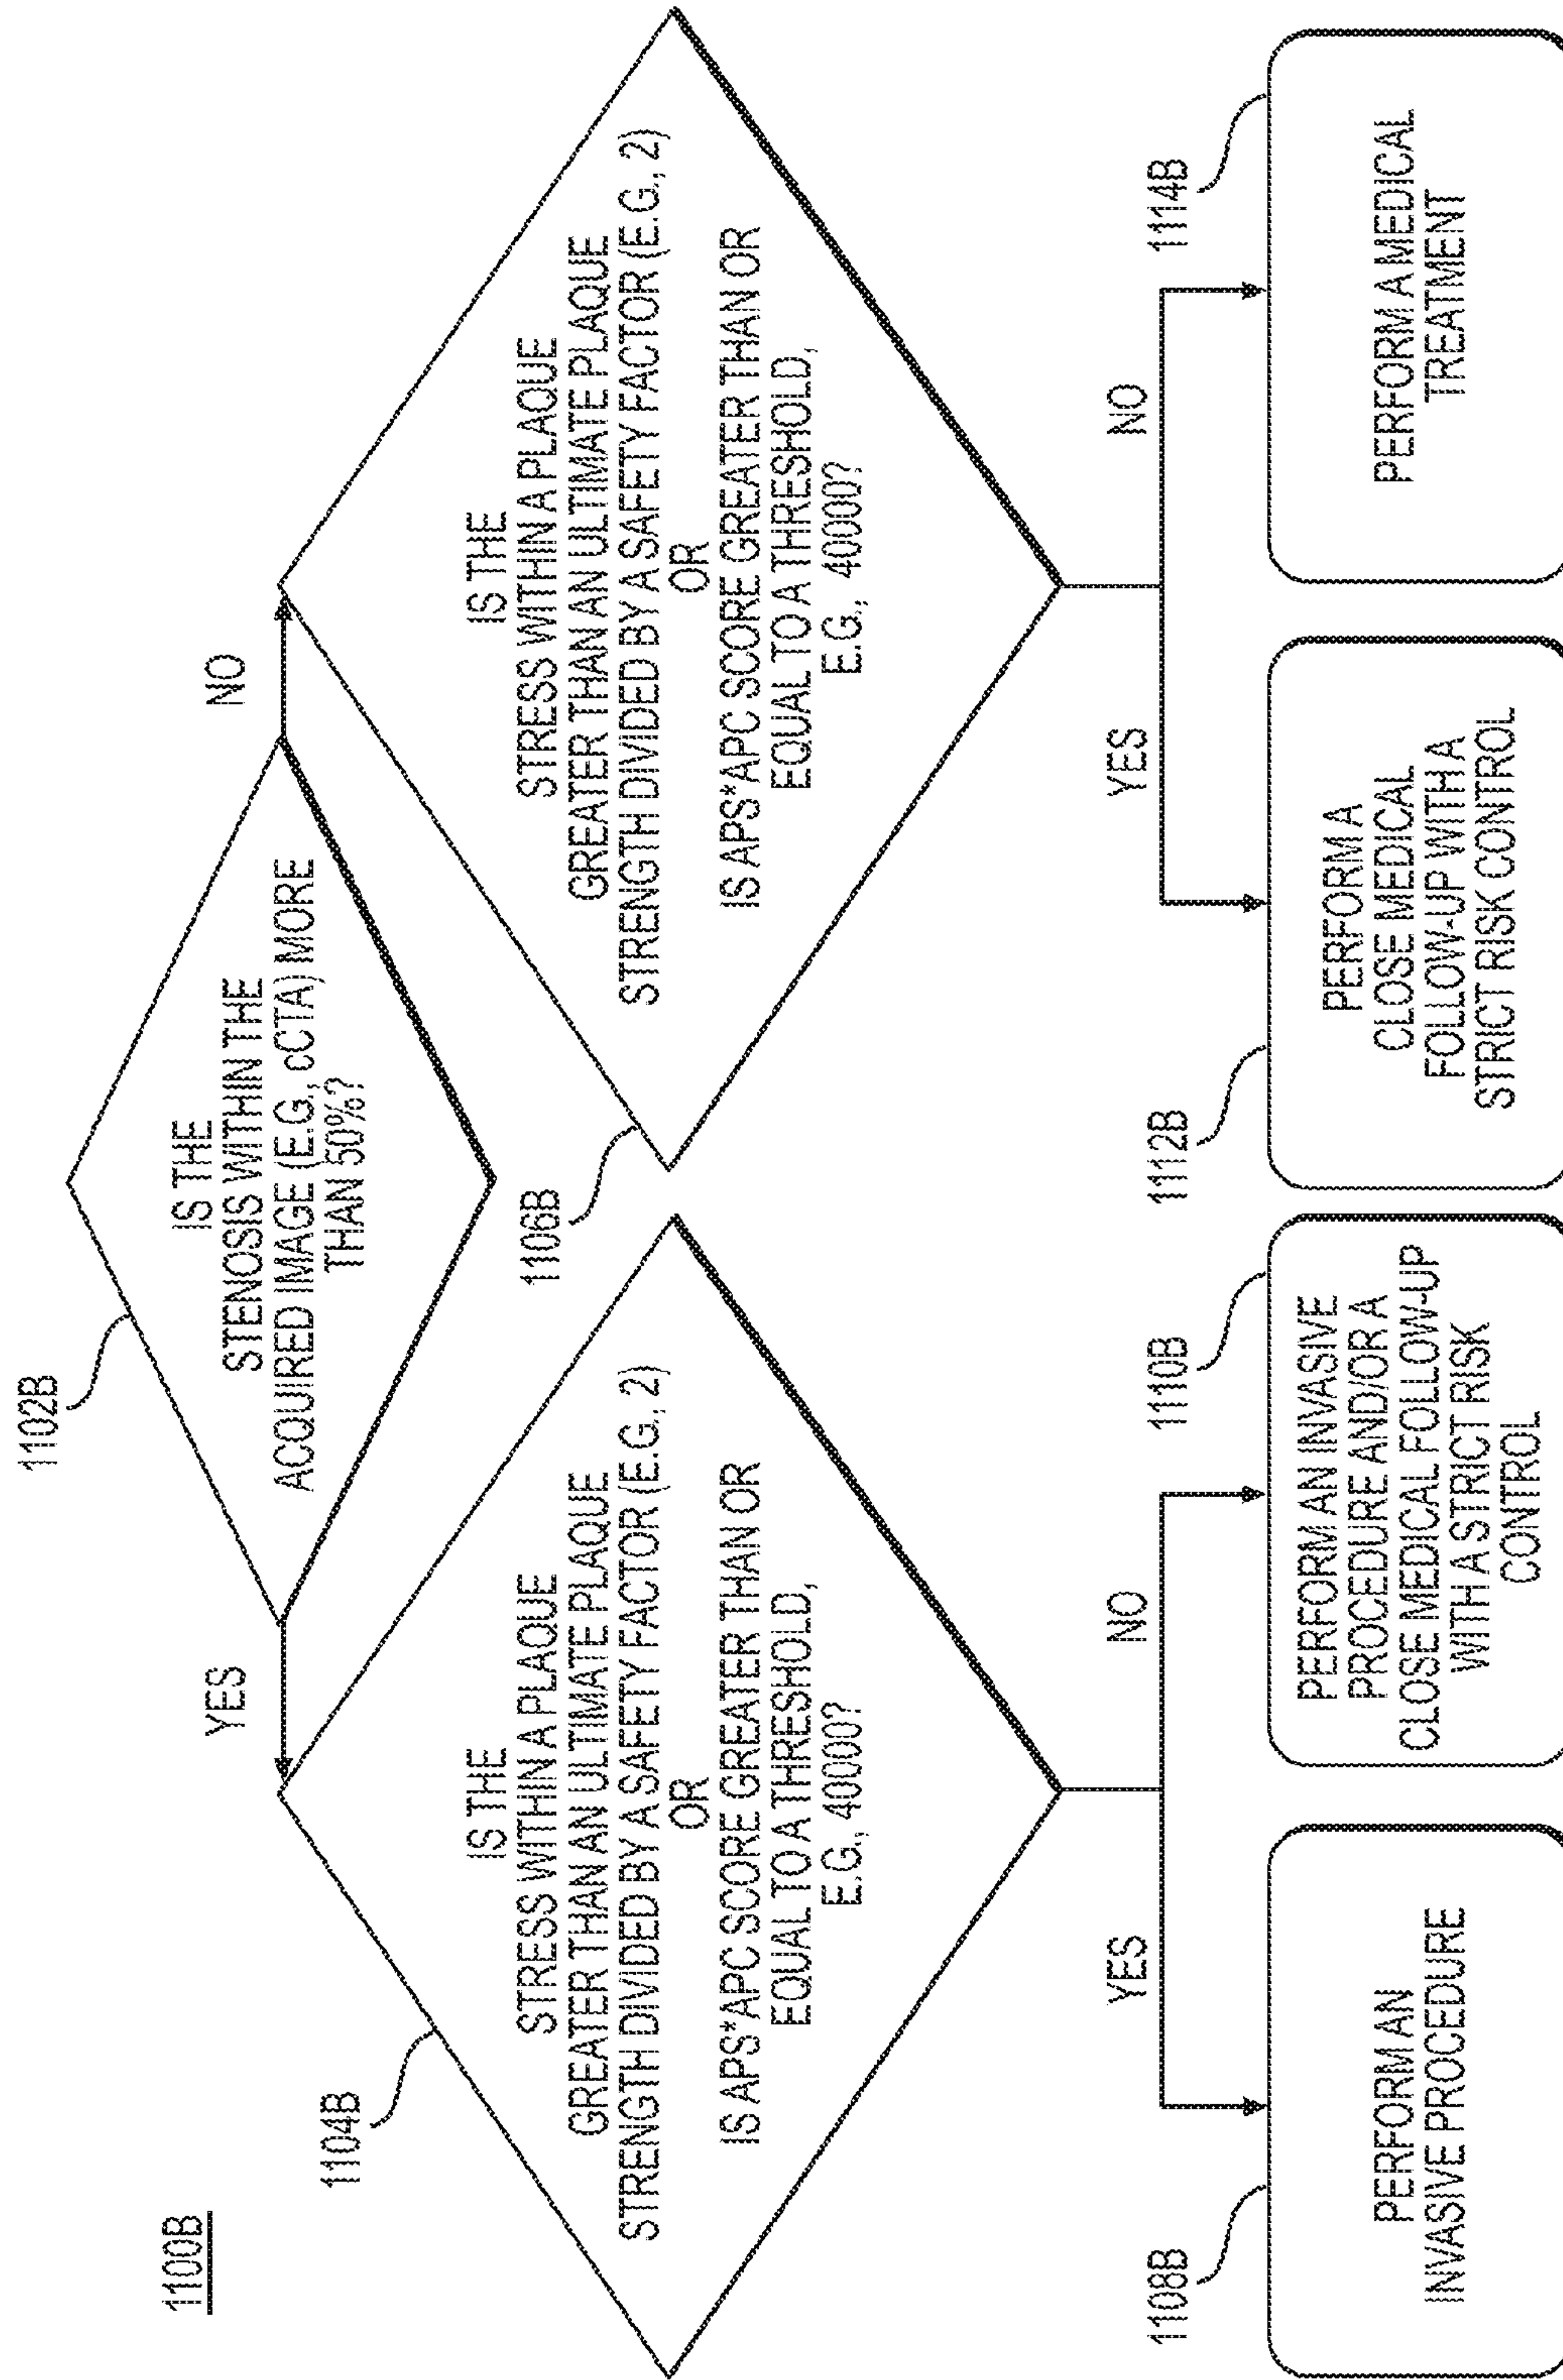 1100B
1102B
IS THE
STENOSIS WITHIN THE
ACQUIRED IMAGE (E.G., cCTA) MORE
THAN 50%?
YES
NO
1104B
IS THE
STRESS WITHIN A PLAQUE
GREATER THAN AN ULTIMATE PLAQUE
STRENGTH DIVIDED BY A SAFETY FACTOR (E.G., 2)
OR
IS APS*APC SCORE GREATER THAN OR
EQUAL TO A THRESHOLD,
E.G., 40000?
1106B
IS THE
STRESS WITHIN A PLAQUE
GREATER THAN AN ULTIMATE PLAQUE
STRENGTH DIVIDED BY A SAFETY FACTOR (E.G., 2)
OR
IS APS*APC SCORE GREATER THAN OR
EQUAL TO A THRESHOLD,
E.G., 40000?
YES
NO
YES
NO
1108B
PERFORM AN
INVASIVE PROCEDURE
1110B
PERFORM AN INVASIVE
PROCEDURE AND/OR A
CLOSE MEDICAL FOLLOW-UP
WITH A STRICT RISK
CONTROL
1112B
PERFORM A
CLOSE MEDICAL
FOLLOW-UP WITH A
STRICT RISK CONTROL
1114B
PERFORM A MEDICAL
TREATMENT